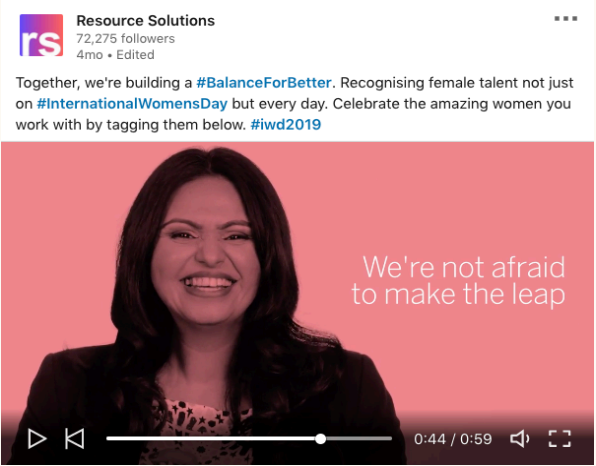 rs
Resource Solutions
72,275 followers
4mo • Edited
Together, we're building a #BalanceForBetter. Recognising female talent not just
on #InternationalWomensDay but every day. Celebrate the amazing women you
work with by tagging them below. #iwd2019
We're not afraid
to make the leap
0:44 / 0:59